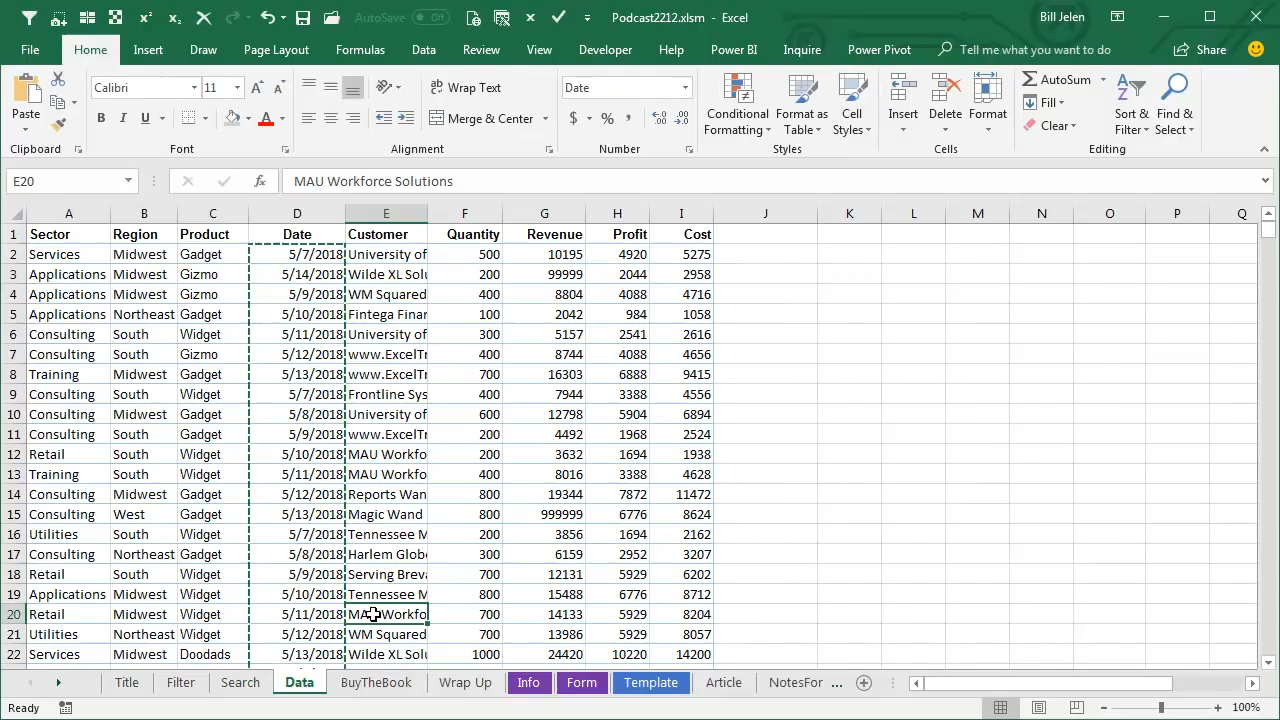 AutoSave Off Podcast2212.xlsm - Excel Bill Jelen
File Home Insert Draw Page Layout Formulas Data Review View Developer Help Power BI Inquire Power Pivot Tell me what you want to do Share
Paste Calibri 11 Wrap Text Date AutoSum
B I U Merge & Center $ % Conditional Formatting Format as Table Cell Styles Insert Delete Format Fill Clear Sort & Filter Find & Select
Clipboard Font Alignment Number Styles Cells Editing
E20 fx MAU Workforce Solutions
A B C D E F G H I J K L M N O P Q
1 Sector Region Product Date Customer Quantity Revenue Profit Cost
2 Services Midwest Gadget 5/7/2018 University of 500 10195 4920 5275
3 Applications Midwest Gizmo 5/14/2018 Wilde XL Solu 200 99999 2044 2958
4 Applications Midwest Gizmo 5/9/2018 WM Squared 400 8804 4088 4716
5 Applications Northeast Gadget 5/10/2018 Fintega Finan 100 2042 984 1058
6 Consulting South Widget 5/11/2018 University of 300 5157 2541 2616
7 Consulting South Gizmo 5/12/2018 www.ExcelTr 400 8744 4088 4656
8 Training Midwest Gadget 5/13/2018 www.ExcelTr 700 16303 6888 9415
9 Consulting South Widget 5/7/2018 Frontline Sys 400 7944 3388 4556
10 Consulting Midwest Gadget 5/8/2018 University of 600 12798 5904 6894
11 Consulting South Gadget 5/9/2018 www.ExcelTr 200 4492 1968 2524
12 Retail South Widget 5/10/2018 MAU Workfo 200 3632 1694 1938
13 Training South Widget 5/11/2018 MAU Workfo 400 8016 3388 4628
14 Consulting Midwest Gadget 5/12/2018 Reports Wan 800 19344 7872 11472
15 Consulting West Gadget 5/13/2018 Magic Wand 800 999999 6776 8624
16 Utilities South Widget 5/7/2018 Tennessee M 200 3856 1694 2162
17 Consulting Northeast Gadget 5/8/2018 Harlem Globe 300 6159 2952 3207
18 Retail South Widget 5/9/2018 Serving Breva 700 12131 5929 6202
19 Applications Midwest Widget 5/10/2018 Tennessee M 800 15488 6776 8712
20 Retail Midwest Widget 5/11/2018 MAU Workfo 700 14133 5929 8204
21 Utilities Northeast Widget 5/12/2018 WM Squared 700 13986 5929 8057
22 Services Midwest Doodads 5/13/2018 Wilde XL Solu 1000 24420 10220 14200
Title Filter Search Data BuyTheBook Wrap Up Info Form Template Article NotesFor ...
Ready 100%